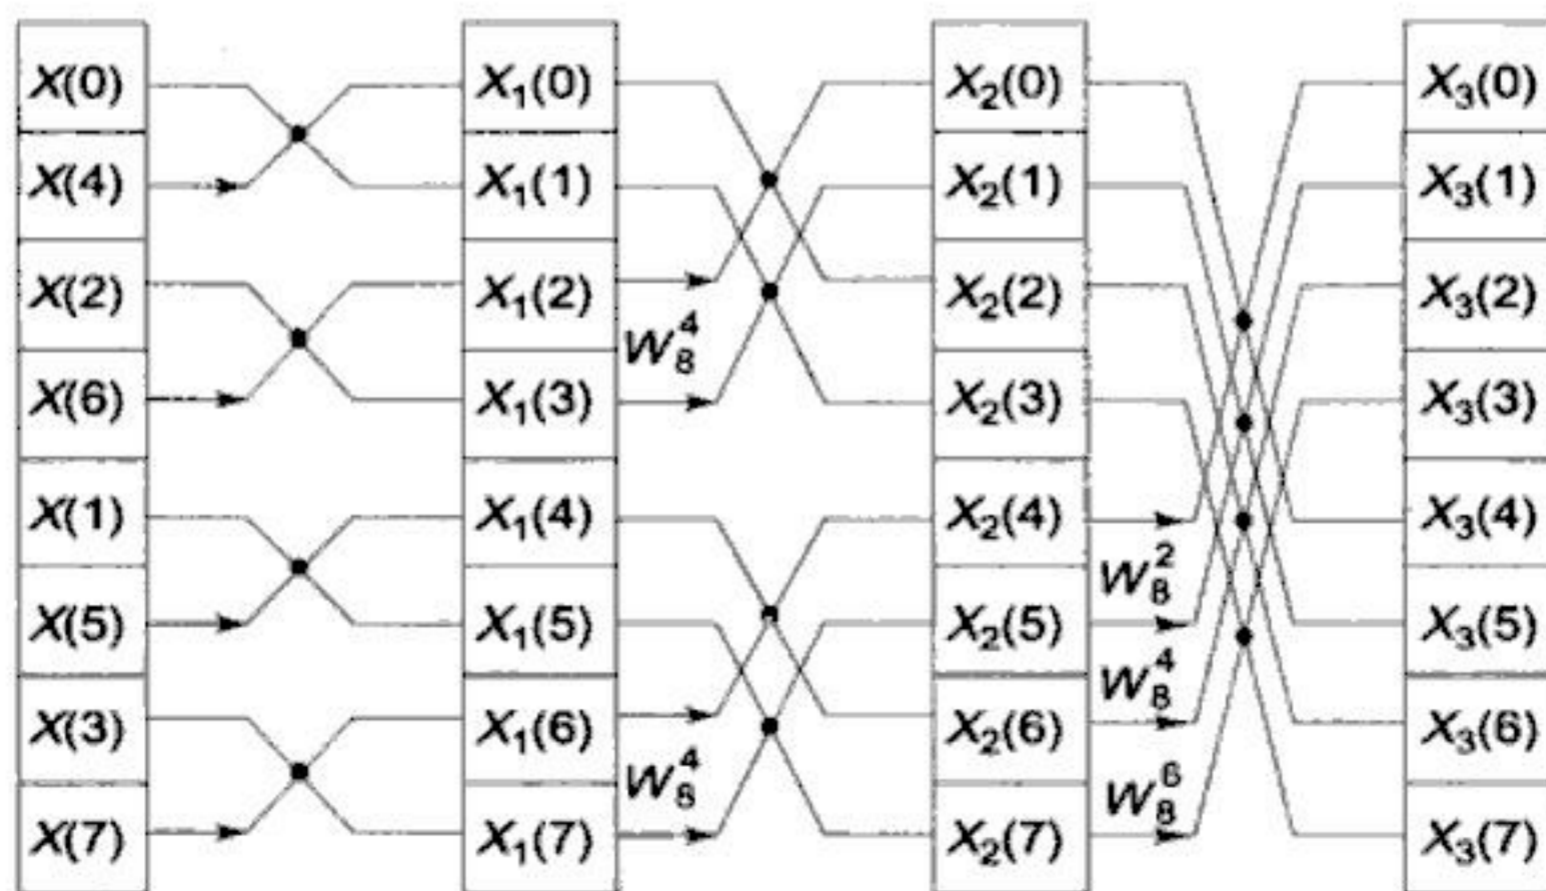 X(0) X₁(0) X₂(0) X₃(0)
X(4) X₁(1) X₂(1) X₃(1)
X(2) X₁(2) X₂(2) X₃(2)
W₈⁴
X(6) X₁(3) X₂(3) X₃(3)
X(1) X₁(4) X₂(4) X₃(4)
W₈²
X(5) X₁(5) X₂(5) X₃(5)
W₈⁴
X(3) X₁(6) X₂(6) X₃(6)
W₈⁴ W₈⁶
X(7) X₁(7) X₂(7) X₃(7)